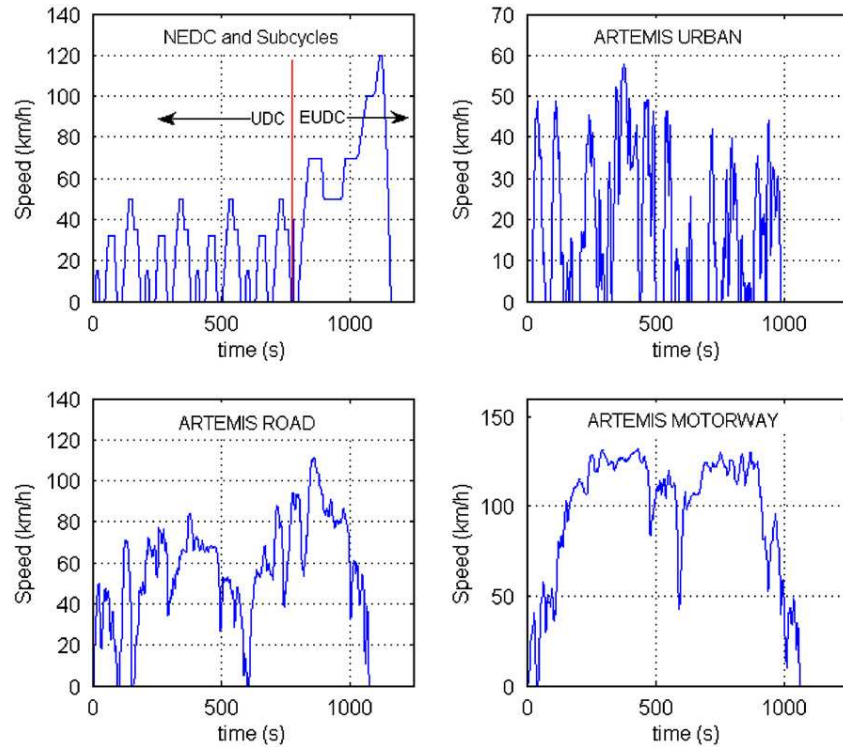 NEDC and Subcycles
140
120
100
80
60
40
20
0
Speed (km/h)
UDC
EUDC
0 500 1000
time (s)
ARTEMIS URBAN
70
60
50
40
30
20
10
0
Speed (km/h)
0 500 1000
time (s)
ARTEMIS ROAD
140
120
100
80
60
40
20
0
Speed (km/h)
0 500 1000
time (s)
ARTEMIS MOTORWAY
150
100
50
0
Speed (km/h)
0 500 1000
time (s)